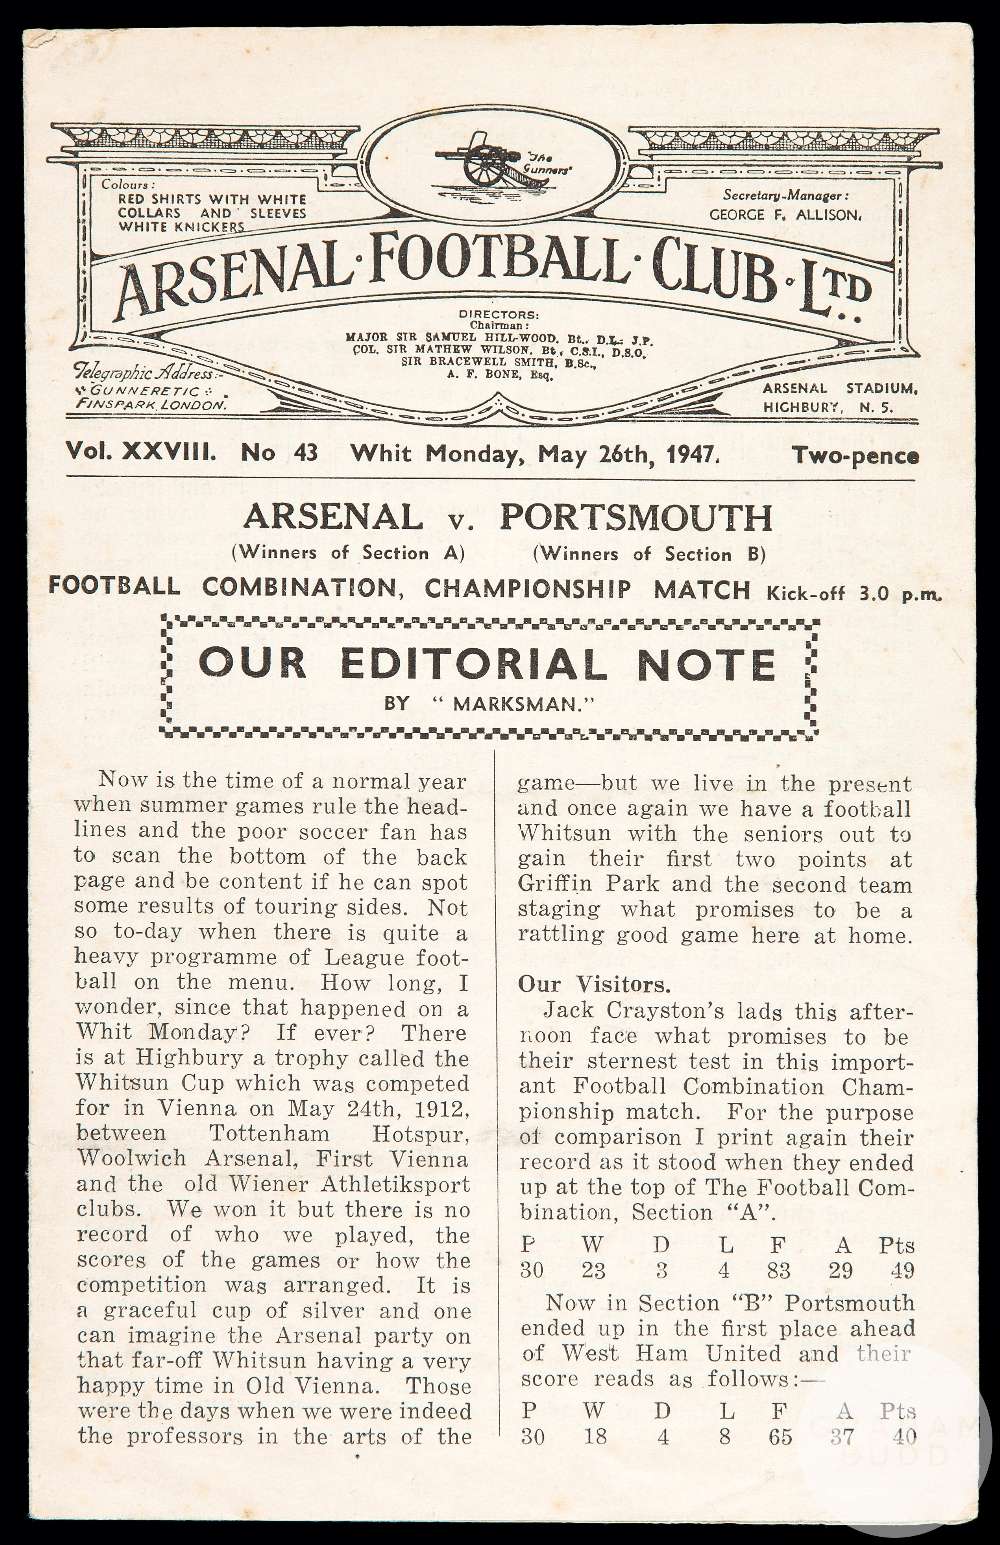 "The
Gunners"
Colours:
RED SHIRTS WITH WHITE
COLLARS AND SLEEVES
WHITE KNICKERS
Secretary-Manager:
GEORGE F. ALLISON.
ARSENAL · FOOTBALL · CLUB · LTD..
DIRECTORS:
Chairman:
MAJOR SIR SAMUEL HILL-WOOD. Bt., D.L. J.P.
COL. SIR MATHEW WILSON, Bt., C.S.I., D.S.O.
SIR BRACEWELL SMITH, B.Sc.,
A. F. BONE, Esq.
Telegraphic Address:-
GUNNERETIC
FINSPARK, LONDON.
ARSENAL STADIUM,
HIGHBURY, N. 5.
Vol. XXVIII. No 43 Whit Monday, May 26th, 1947. Two-pence
ARSENAL v. PORTSMOUTH
(Winners of Section A) (Winners of Section B)
FOOTBALL COMBINATION, CHAMPIONSHIP MATCH Kick-off 3.0 p.m.
OUR EDITORIAL NOTE
BY " MARKSMAN."
Now is the time of a normal year
when summer games rule the head-
lines and the poor soccer fan has
to scan the bottom of the back
page and be content if he can spot
some results of touring sides. Not
so to-day when there is quite a
heavy programme of League foot-
ball on the menu. How long, I
wonder, since that happened on a
Whit Monday? If ever? There
is at Highbury a trophy called the
Whitsun Cup which was competed
for in Vienna on May 24th, 1912,
between Tottenham Hotspur,
Woolwich Arsenal, First Vienna
and the old Wiener Athletiksport
clubs. We won it but there is no
record of who we played, the
scores of the games or how the
competition was arranged. It is
a graceful cup of silver and one
can imagine the Arsenal party on
that far-off Whitsun having a very
happy time in Old Vienna. Those
were the days when we were indeed
the professors in the arts of the
game—but we live in the present
and once again we have a football
Whitsun with the seniors out to
gain their first two points at
Griffin Park and the second team
staging what promises to be a
rattling good game here at home.
Our Visitors.
Jack Crayston's lads this after-
noon face what promises to be
their sternest test in this import-
ant Football Combination Cham-
pionship match. For the purpose
of comparison I print again their
record as it stood when they ended
up at the top of The Football Com-
bination, Section "A".
P W D L F A Pts
30 23 3 4 83 29 49
Now in Section "B" Portsmouth
ended up in the first place ahead
of West Ham United and their
score reads as follows:—
P W D L F A Pts
30 18 4 8 65 37 40